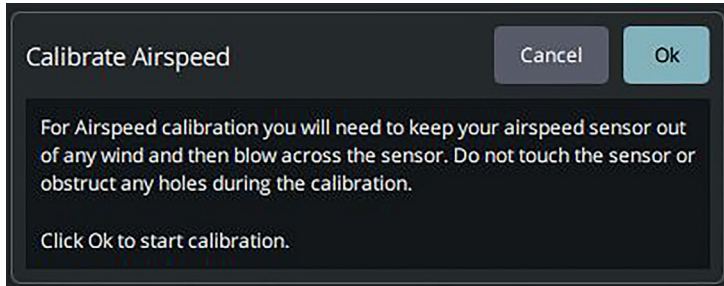 Calibrate Airspeed
Cancel
Ok
For Airspeed calibration you will need to keep your airspeed sensor out
of any wind and then blow across the sensor. Do not touch the sensor or
obstruct any holes during the calibration.
Click Ok to start calibration.